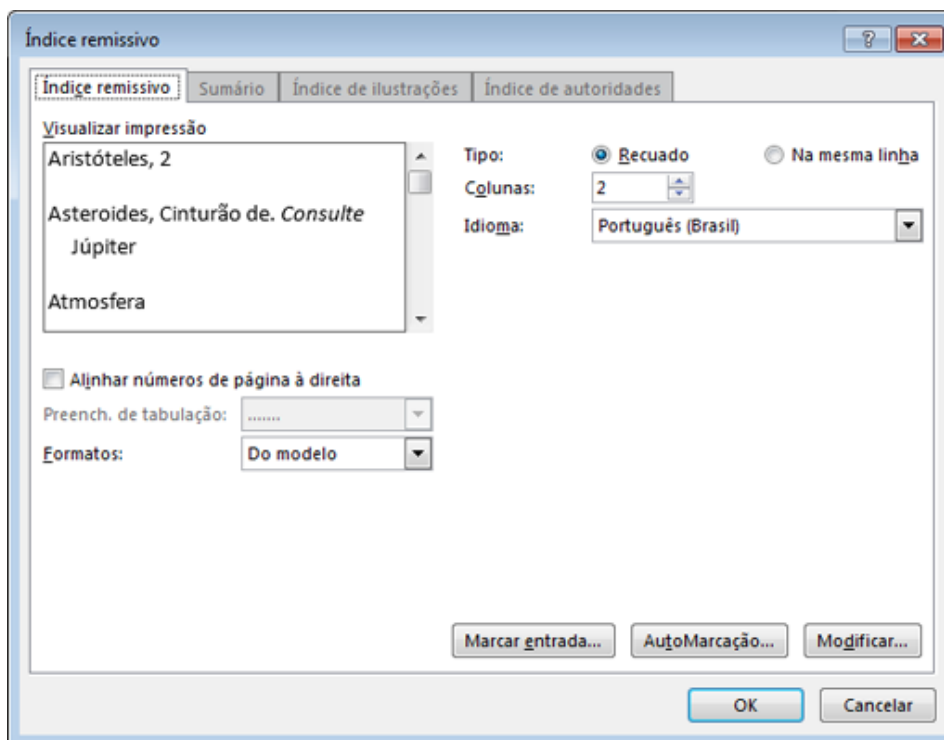 Índice remissivo
Índice remissivo Sumário Índice de ilustrações Índice de autoridades
Visualizar impressão
Aristóteles, 2
Asteroides, Cinturão de. Consulte
Júpiter
Atmosfera
Tipo: Recuado Na mesma linha
Colunas: 2
Idioma: Português (Brasil)
Alinhar números de página à direita
Preench. de tabulação: .......
Formatos: Do modelo
Marcar entrada... AutoMarcação... Modificar...
OK Cancelar